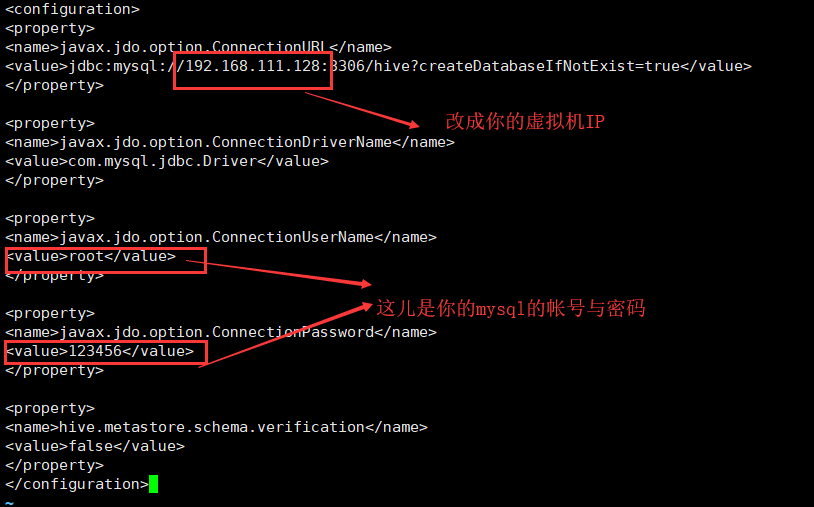 <configuration>
<property>
<name>javax.jdo.option.ConnectionURL</name>
<value>jdbc:mysql://192.168.111.128:3306/hive?createDatabaseIfNotExist=true</value>
</property>
改成你的虚拟机IP
<property>
<name>javax.jdo.option.ConnectionDriverName</name>
<value>com.mysql.jdbc.Driver</value>
</property>
<property>
<name>javax.jdo.option.ConnectionUserName</name>
<value>root</value>
</property>
这儿是你的mysql的帐号与密码
<property>
<name>javax.jdo.option.ConnectionPassword</name>
<value>123456</value>
</property>
<property>
<name>hive.metastore.schema.verification</name>
<value>false</value>
</property>
</configuration>
~